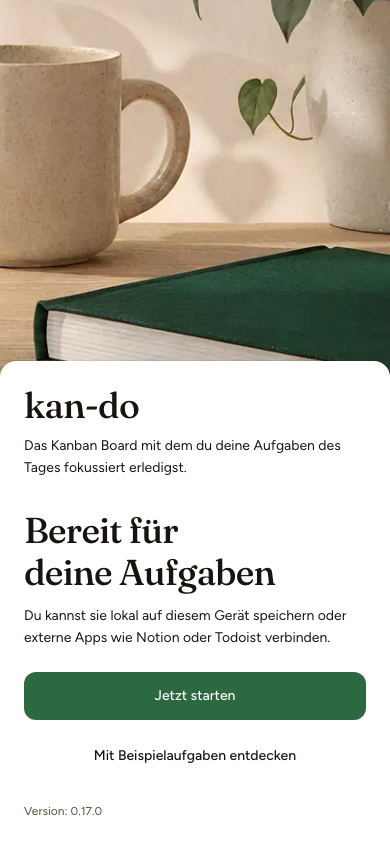 kan-do
Das Kanban Board mit dem du deine Aufgaben des
Tages fokussiert erledigst.
Bereit für
deine Aufgaben
Du kannst sie lokal auf diesem Gerät speichern oder
externe Apps wie Notion oder Todoist verbinden.
Jetzt starten
Mit Beispielaufgaben entdecken
Version: 0.17.0